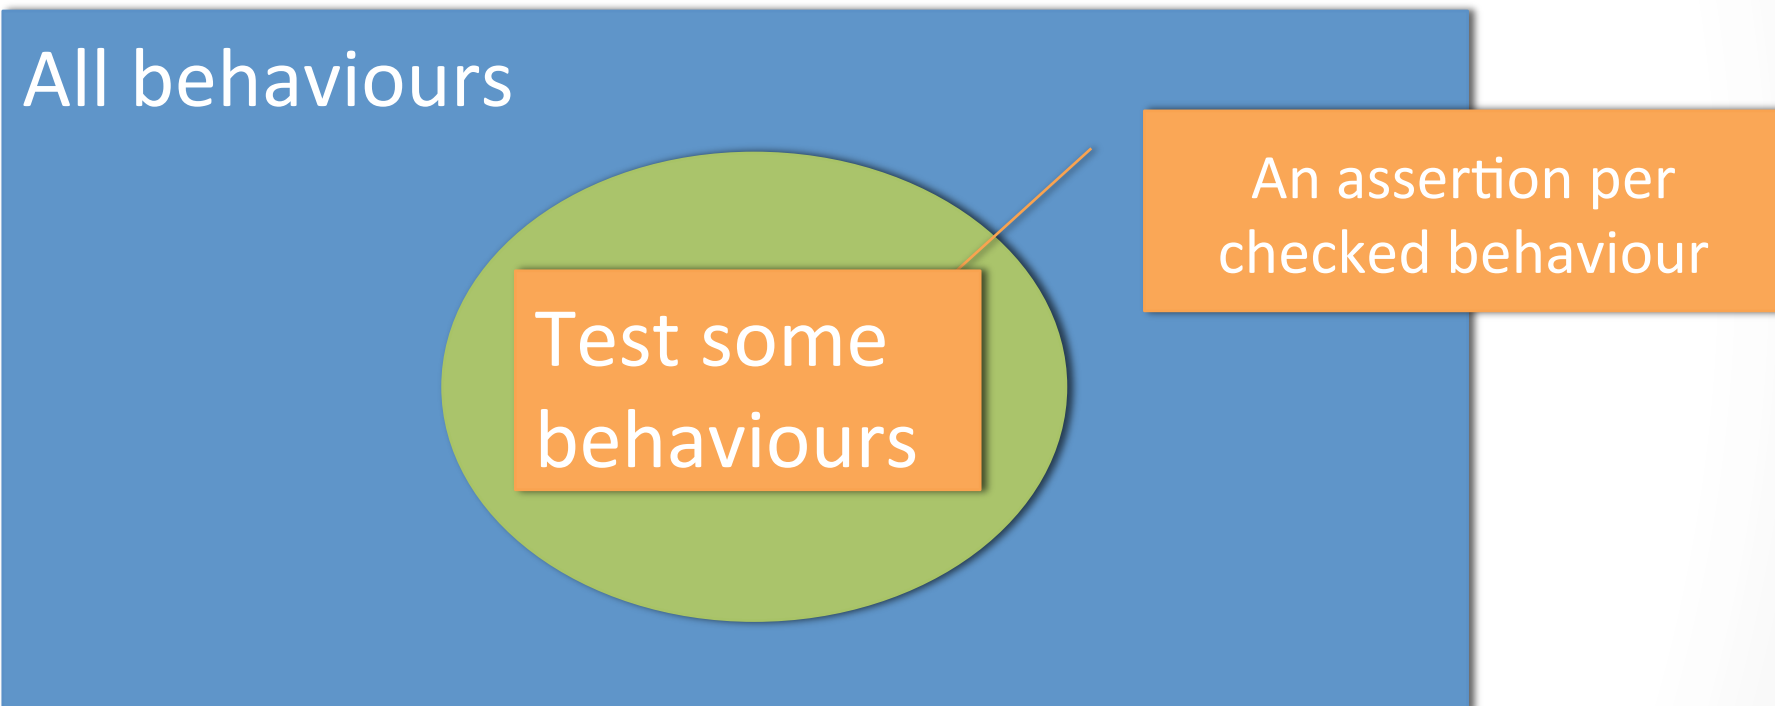 All behaviours
An assertion per
checked behaviour
Test some
behaviours